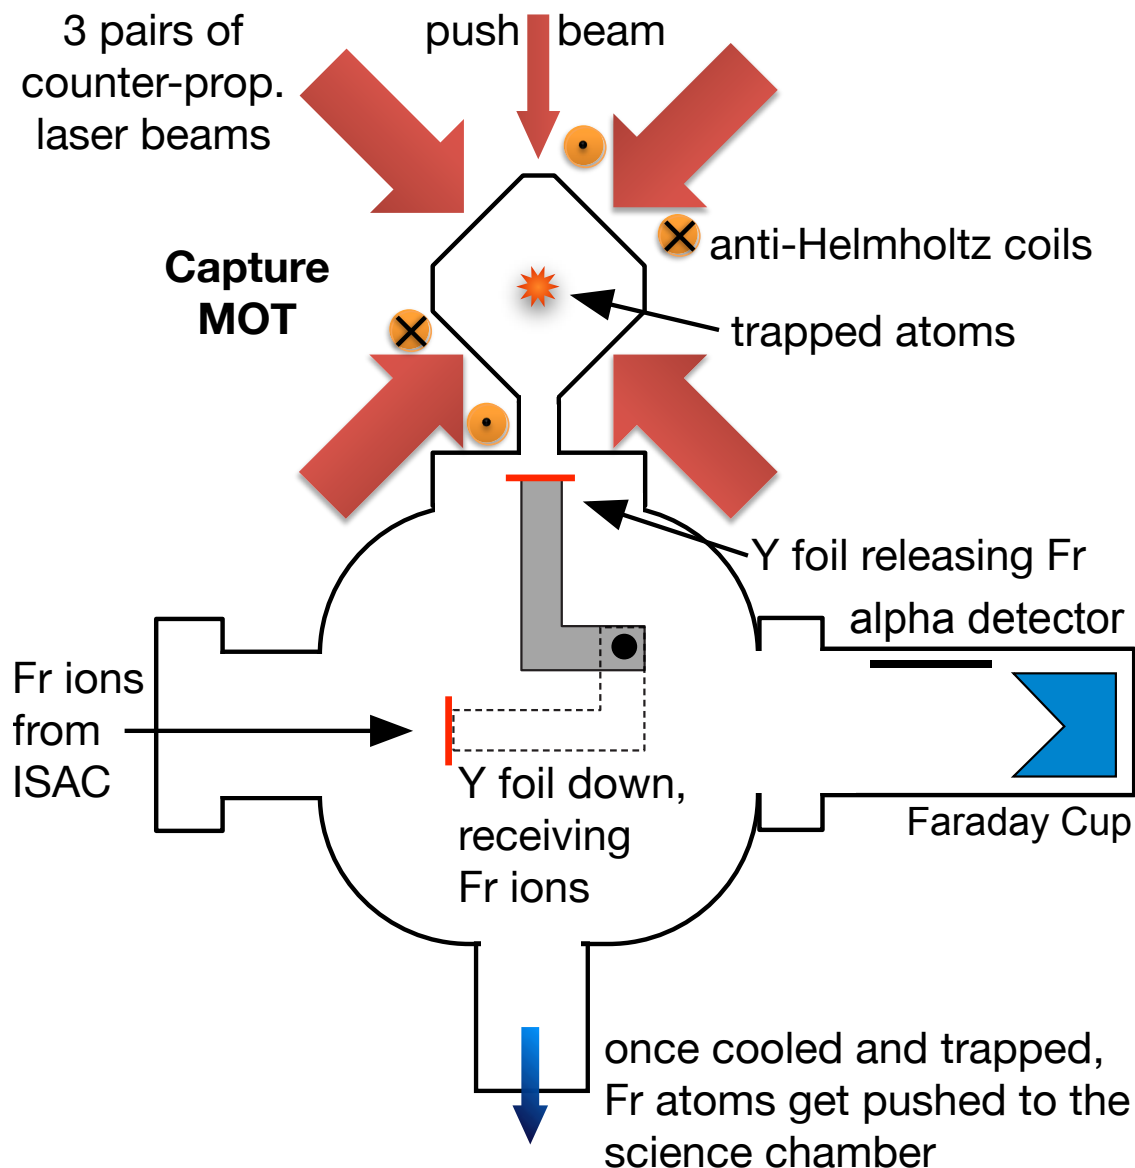 3 pairs of
counter-prop.
laser beams
push beam
Capture
MOT
anti-Helmholtz coils
trapped atoms
Y foil releasing Fr
alpha detector
Fr ions
from
ISAC
Y foil down,
receiving
Fr ions
Faraday Cup
once cooled and trapped,
Fr atoms get pushed to the
science chamber